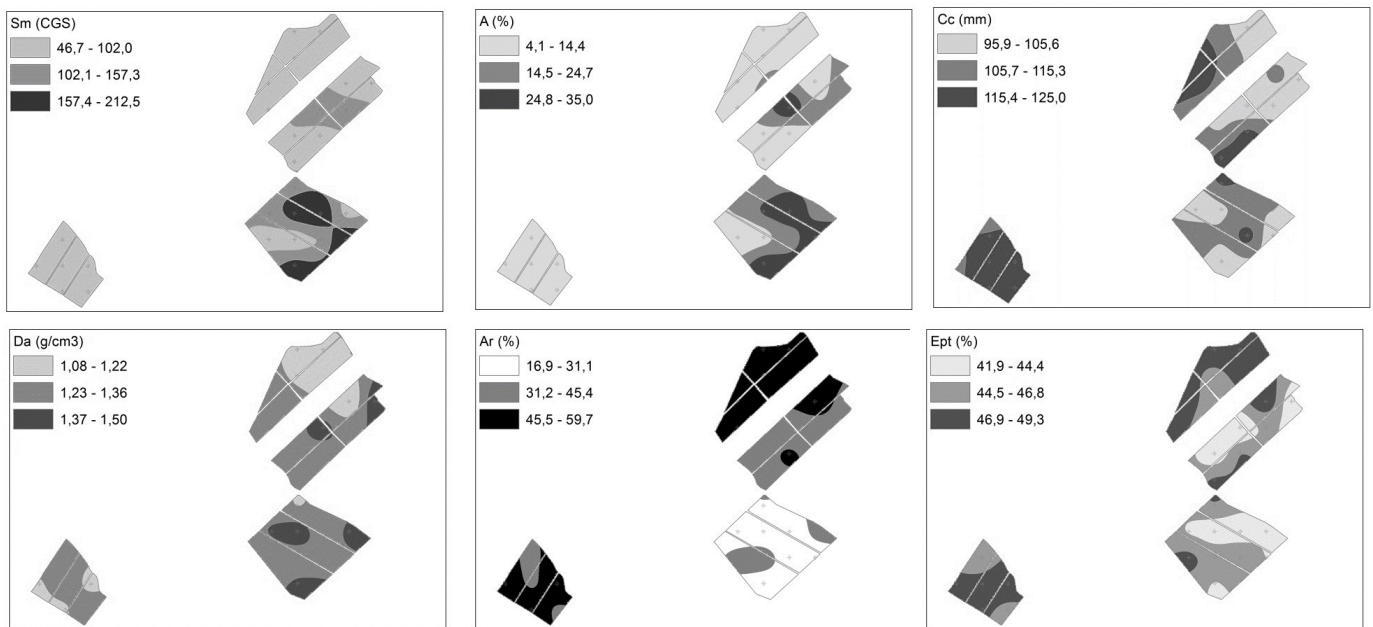 Sm (CGS)
46,7 - 102,0
102,1 - 157,3
157,4 - 212,5
A (%)
4,1 - 14,4
14,5 - 24,7
24,8 - 35,0
Cc (mm)
95,9 - 105,6
105,7 - 115,3
115,4 - 125,0
Da (g/cm3)
1,08 - 1,22
1,23 - 1,36
1,37 - 1,50
Ar (%)
16,9 - 31,1
31,2 - 45,4
45,5 - 59,7
Ept (%)
41,9 - 44,4
44,5 - 46,8
46,9 - 49,3